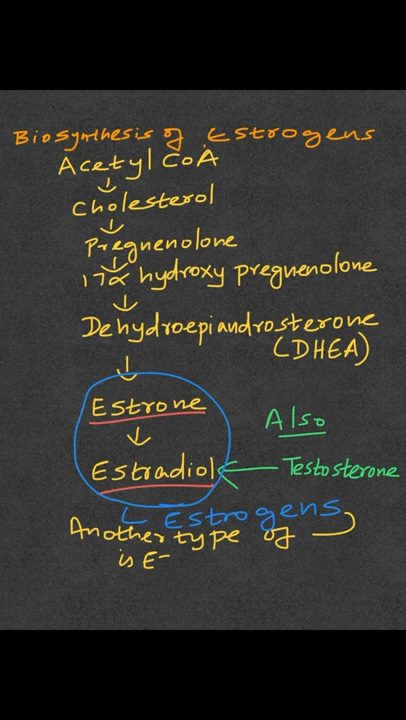 Biosynthesis of Estrogens
Acetyl CoA
Cholesterol
Pregnenolone
17α hydroxy pregnenolone
Dehydroepiandrosterone
(DHEA)
Estrone
Also
Estradiol ← Testosterone
Estrogens
Another type of
is E-